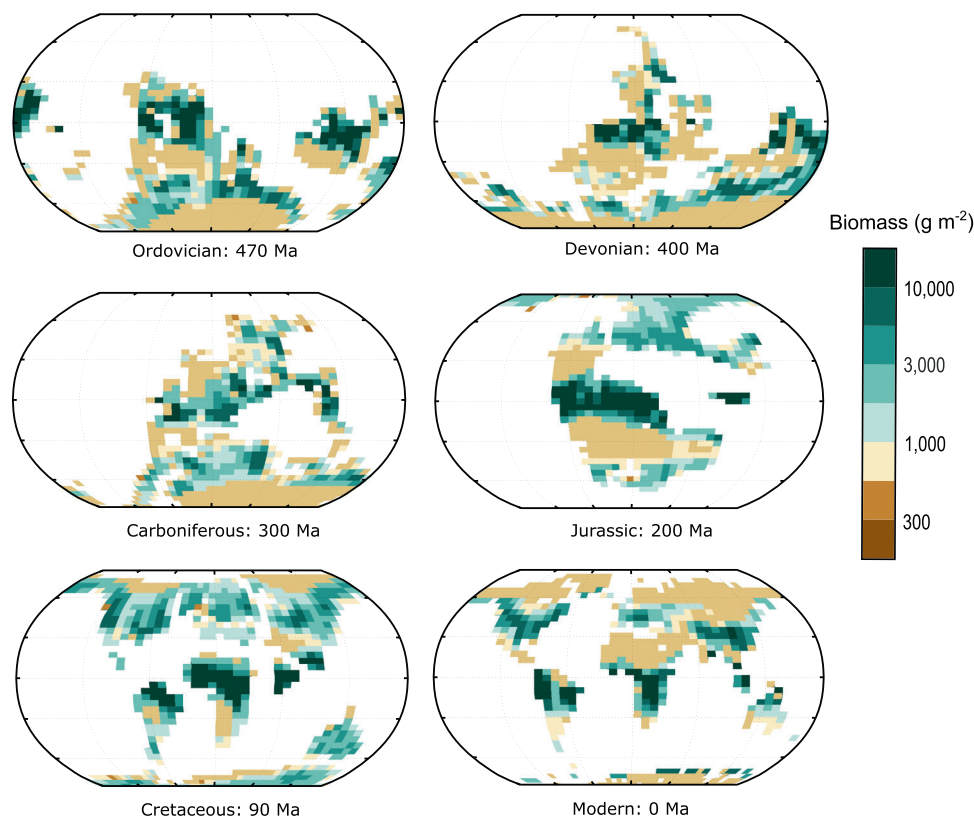 Ordovician: 470 Ma
Devonian: 400 Ma
Biomass (g m-2)
10,000
3,000
1,000
300
Carboniferous: 300 Ma
Jurassic: 200 Ma
Cretaceous: 90 Ma
Modern: 0 Ma